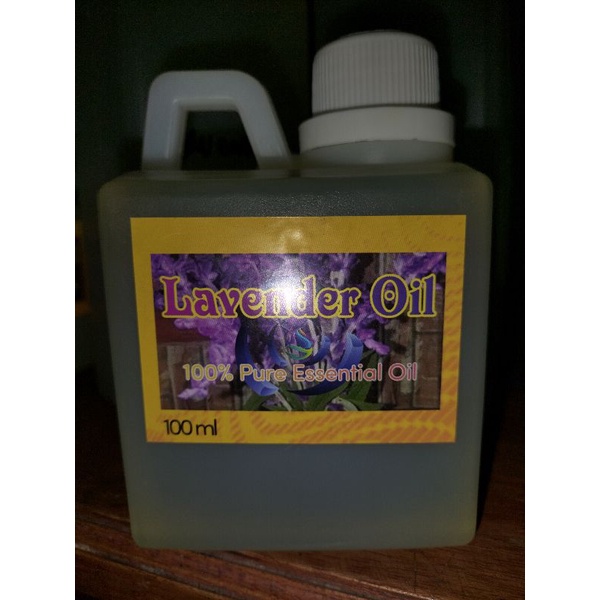 Lavender Oil
100% Pure Essential Oil
100 ml